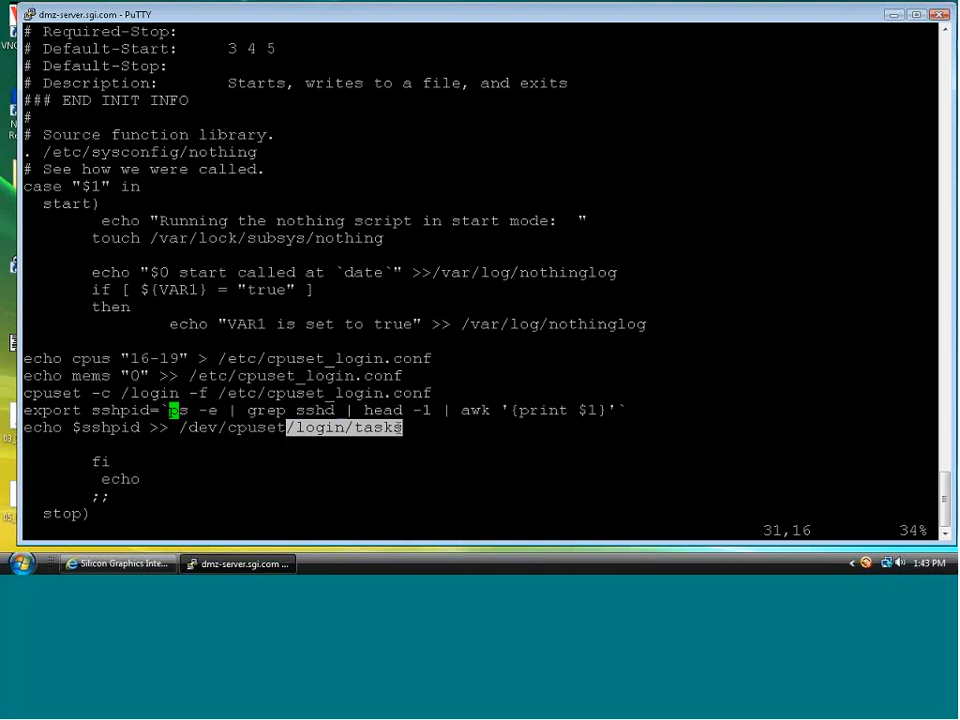 dmz-server.sgi.com - PuTTY
# Required-Stop:
# Default-Start:     3 4 5
# Default-Stop:
# Description:       Starts, writes to a file, and exits
### END INIT INFO
#
# Source function library.
. /etc/sysconfig/nothing
# See how we were called.
case "$1" in
  start)
        echo "Running the nothing script in start mode:  "
       touch /var/lock/subsys/nothing
       echo "$0 start called at `date`" >>/var/log/nothinglog
       if [ ${VAR1} = "true" ]
       then
               echo "VAR1 is set to true" >> /var/log/nothinglog
echo cpus "16-19" > /etc/cpuset_login.conf
echo mems "0" >> /etc/cpuset_login.conf
cpuset -c /login -f /etc/cpuset_login.conf
export sshpid=`ps -e | grep sshd | head -1 | awk '{print $1}'`
echo $sshpid >> /dev/cpuset/login/tasks
       fi
        echo
       ;;
  stop)
31,16          34%
Silicon Graphics Inte...
dmz-server.sgi.com ...
1:43 PM